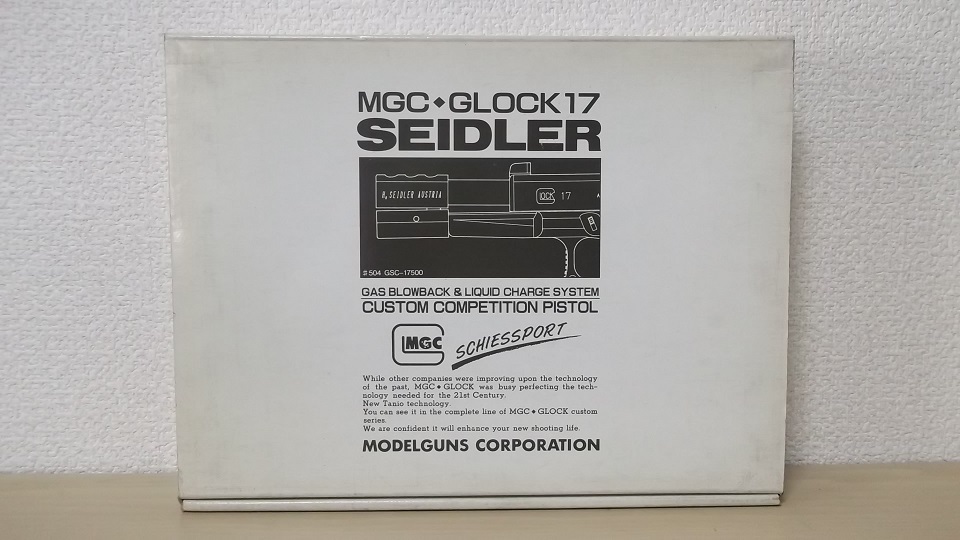 MGC◆GLOCK17
SEIDLER
H,SEIDLER AUSTRIA
GLOCK 17
A
#504 GSC-17500
GAS BLOWBACK & LIQUID CHARGE SYSTEM
CUSTOM COMPETITION PISTOL
MGC SCHIESSPORT
While other companies were improving upon the technology
of the past, MGC◆GLOCK was busy perfecting the tech-
nology needed for the 21st Century.
New Tanio technology.
You can see it in the complete line of MGC◆GLOCK custom
series.
We are confident it will enhance your new shooting life.
MODELGUNS CORPORATION